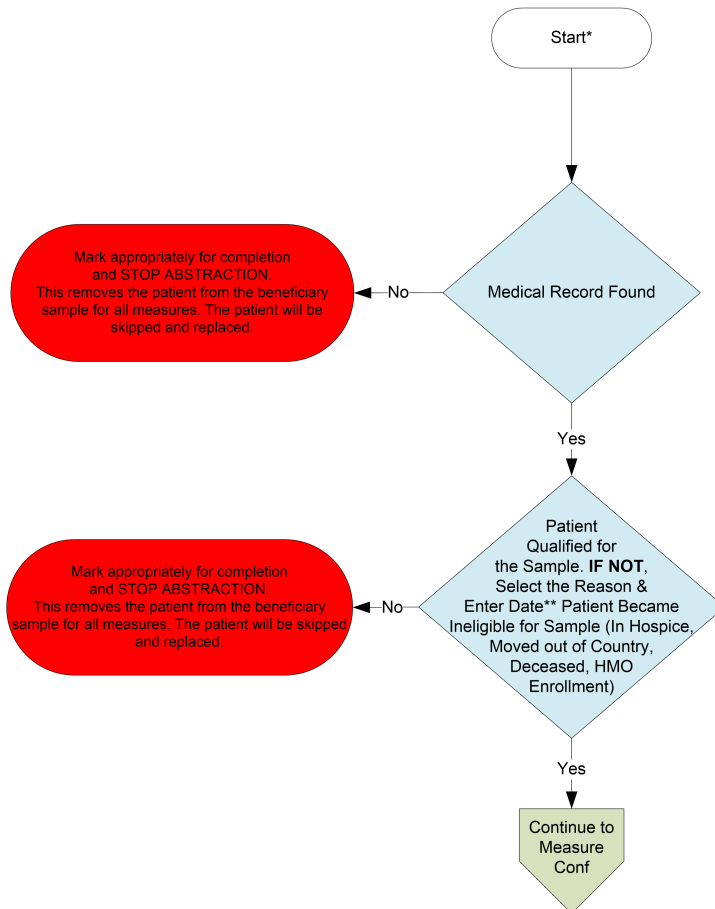 Start*
Medical Record Found
No
Mark appropriately for completion
and STOP ABSTRACTION.
This removes the patient from the beneficiary
sample for all measures. The patient will be
skipped and replaced.
Yes
Patient
Qualified for
the Sample. IF NOT,
Select the Reason &
Enter Date** Patient Became
Ineligible for Sample (In Hospice,
Moved out of Country,
Deceased, HMO
Enrollment)
No
Mark appropriately for completion
and STOP ABSTRACTION.
This removes the patient from the beneficiary
sample for all measures. The patient will be skipped
and replaced.
Yes
Continue to
Measure
Conf